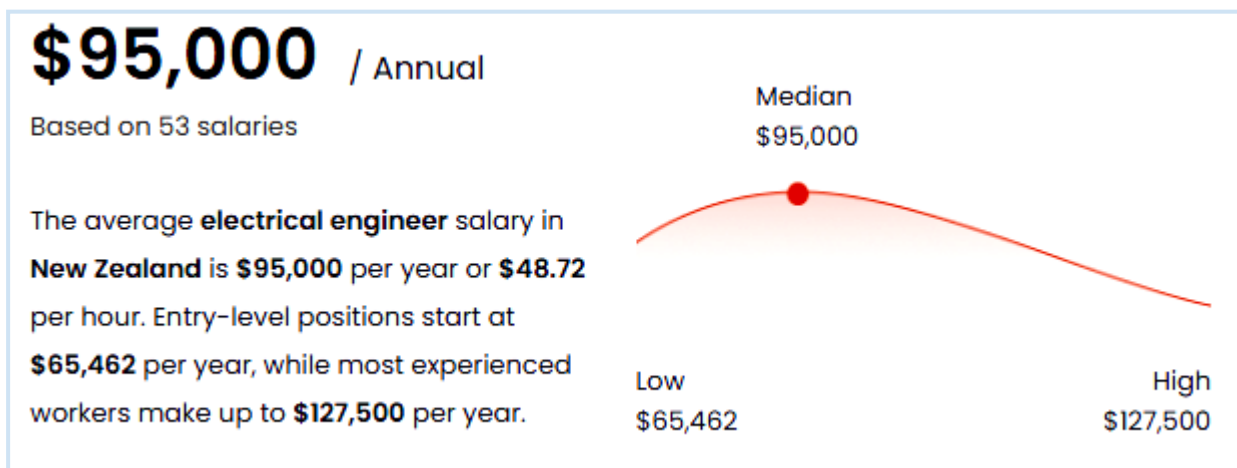 $95,000 / Annual
Based on 53 salaries
The average electrical engineer salary in
New Zealand is $95,000 per year or $48.72
per hour. Entry-level positions start at
$65,462 per year, while most experienced
workers make up to $127,500 per year.
Median
$95,000
Low
$65,462
High
$127,500